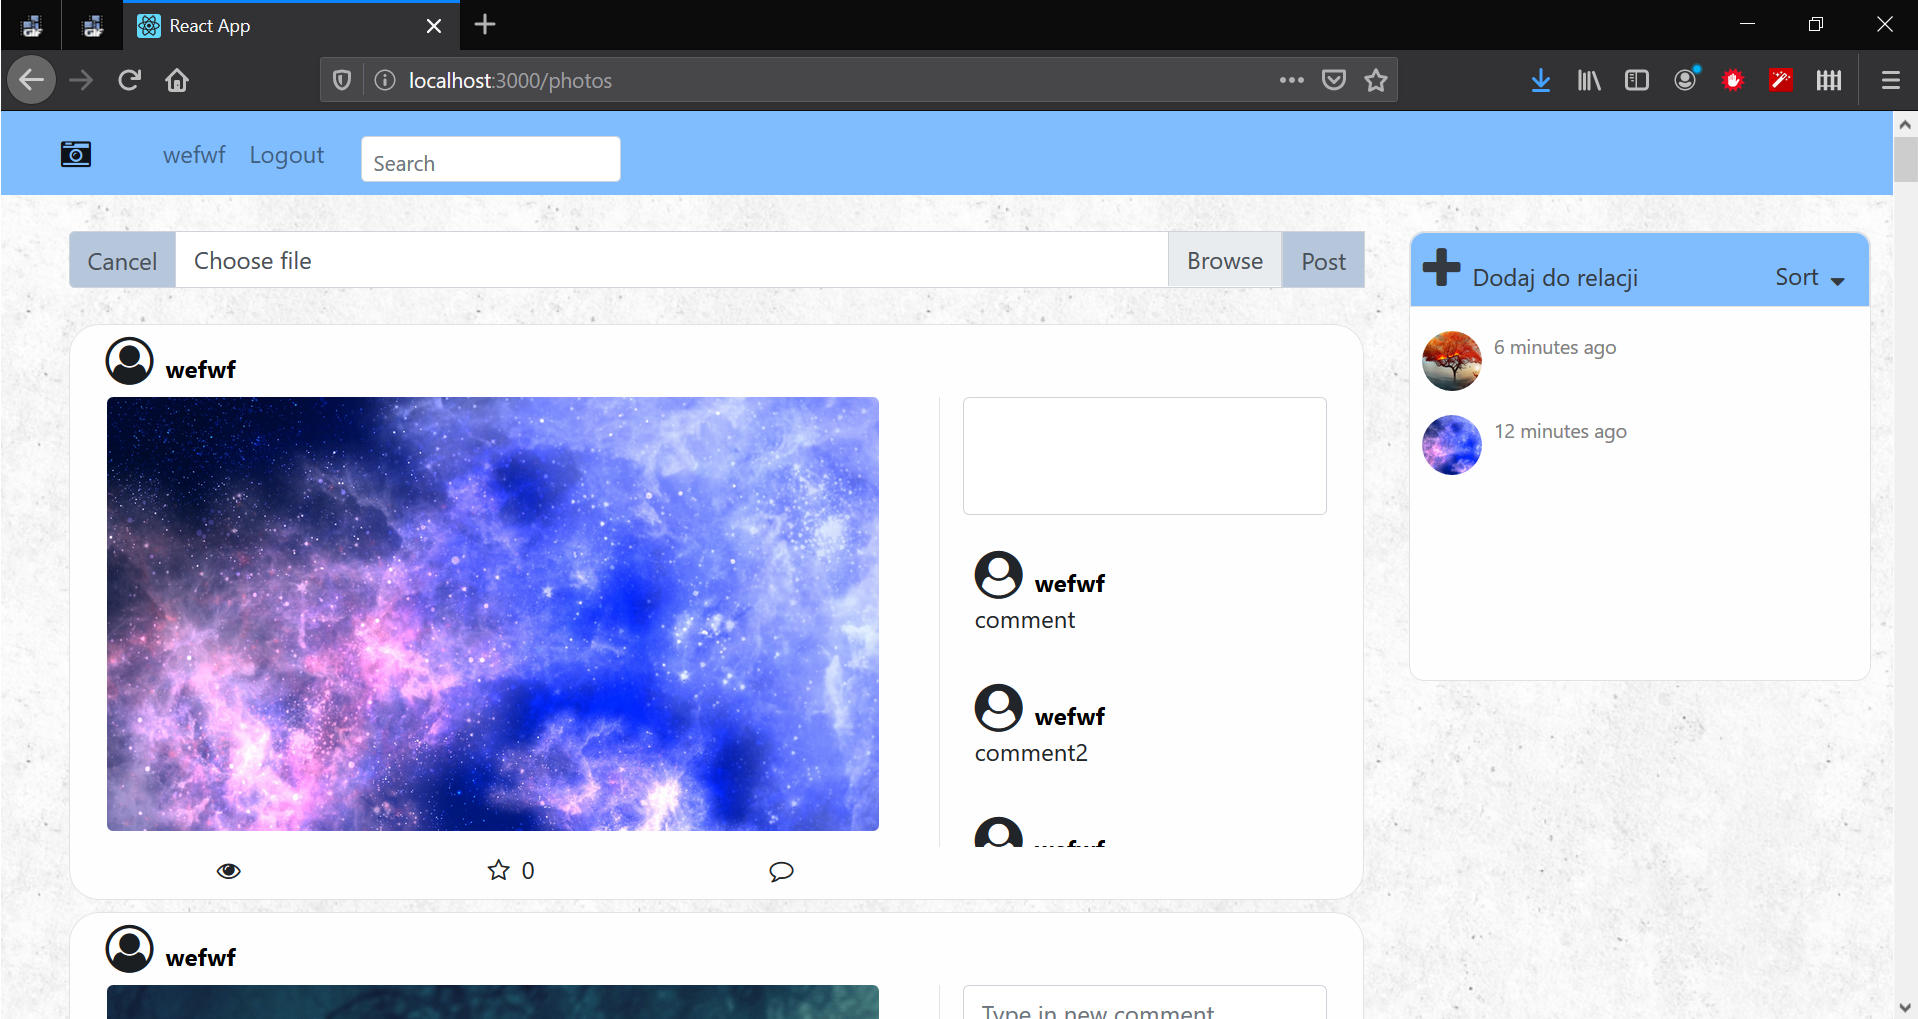 React App
localhost:3000/photos
wefwf Logout Search
Cancel Choose file Browse Post
Dodaj do relacji Sort
6 minutes ago
12 minutes ago
wefwf
wefwf
comment
wefwf
comment2
wefwf
0
wefwf
Type in new comment